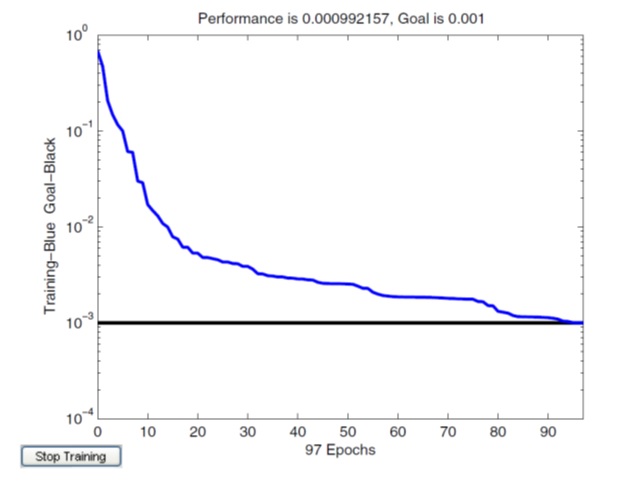 Performance is 0.000992157, Goal is 0.001
10^0
10^-1
10^-2
10^-3
10^-4
Training-Blue Goal-Black
0 10 20 30 40 50 60 70 80 90
97 Epochs
Stop Training